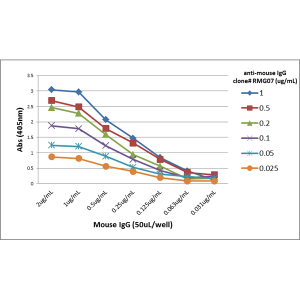 anti-mouse IgG
clone# RMG07 (ug/mL)
3.5
3
2.5
2
1.5
1
0.5
0
Abs (405nm)
1
0.5
0.2
0.1
0.05
0.025
2ug/mL
1ug/mL
0.5ug/mL
0.25ug/mL
0.125ug/mL
0.063ug/mL
0.031ug/mL
Mouse IgG (50uL/well)